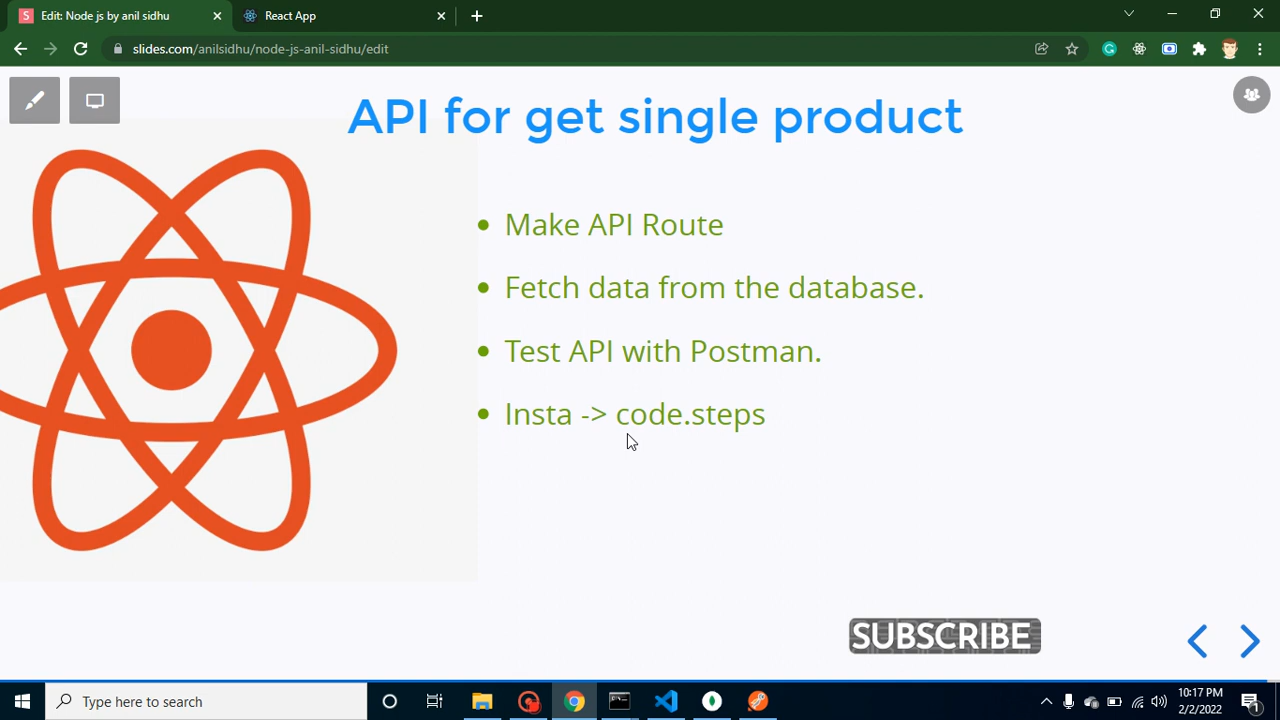 Edit: Node js by anil sidhu
React App
slides.com/anilsidhu/node-js-anil-sidhu/edit
API for get single product
Make API Route
Fetch data from the database.
Test API with Postman.
Insta -> code.steps
SUBSCRIBE
Type here to search
10:17 PM
2/2/2022
1